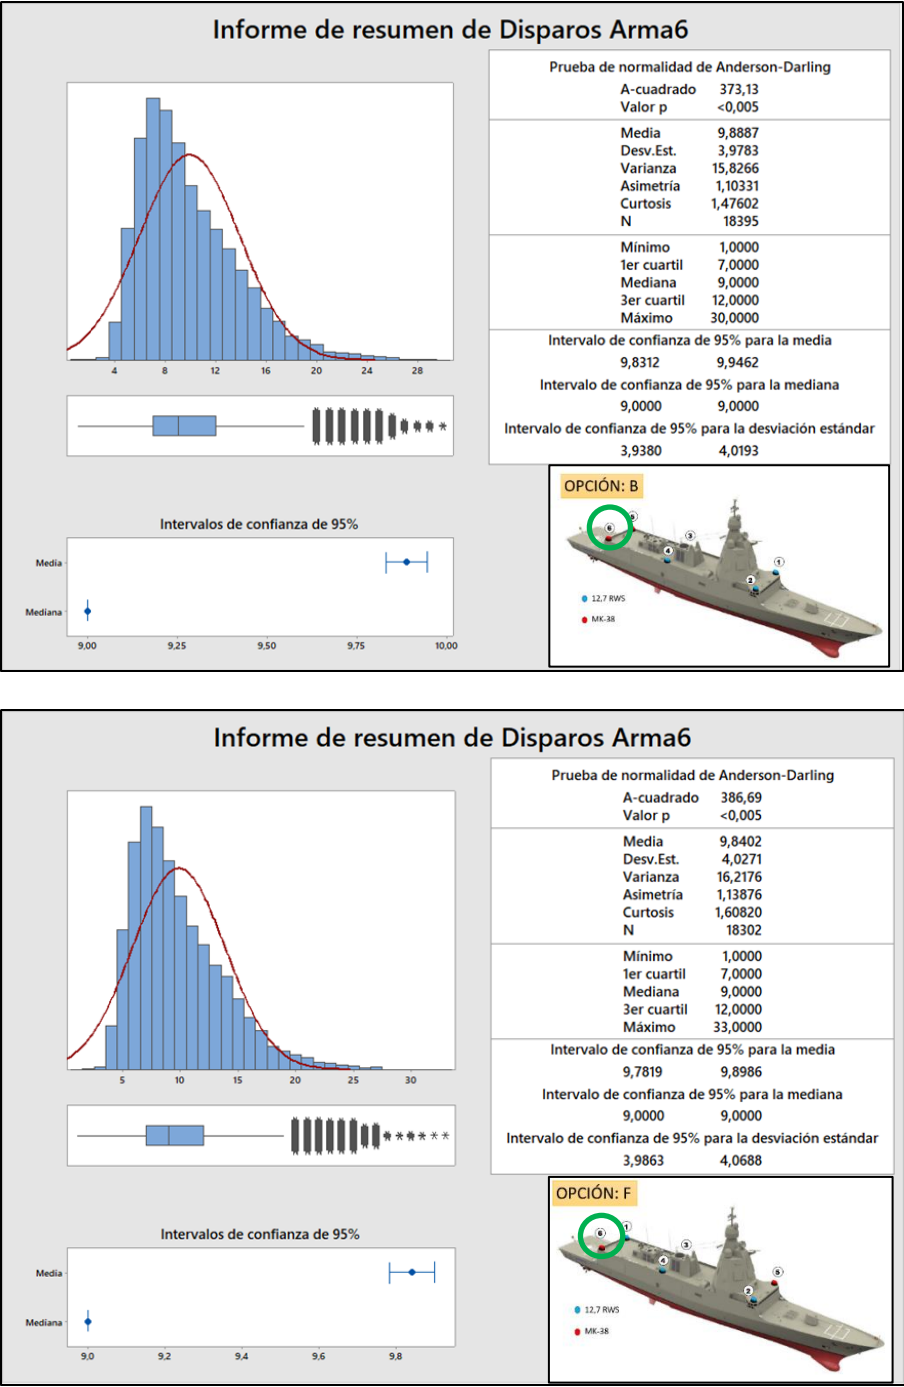 Informe de resumen de Disparos Arma6
Prueba de normalidad de Anderson-Darling
A-cuadrado 373,13
Valor p <0,005
Media 9,8887
Desv.Est. 3,9783
Varianza 15,8266
Asimetría 1,10331
Curtosis 1,47602
N 18395
Mínimo 1,0000
1er cuartil 7,0000
Mediana 9,0000
3er cuartil 12,0000
Máximo 30,0000
Intervalo de confianza de 95% para la media
9,8312 9,9462
Intervalo de confianza de 95% para la mediana
9,0000 9,0000
Intervalo de confianza de 95% para la desviación estándar
3,9380 4,0193
4 8 12 16 20 24 28
Intervalos de confianza de 95%
Media
Mediana
9,00 9,25 9,50 9,75 10,00
OPCIÓN: B
5
6
3
4
1
2
12,7 RWS
MK-38
Informe de resumen de Disparos Arma6
Prueba de normalidad de Anderson-Darling
A-cuadrado 386,69
Valor p <0,005
Media 9,8402
Desv.Est. 4,0271
Varianza 16,2176
Asimetría 1,13876
Curtosis 1,60820
N 18302
Mínimo 1,0000
1er cuartil 7,0000
Mediana 9,0000
3er cuartil 12,0000
Máximo 33,0000
Intervalo de confianza de 95% para la media
9,7819 9,8986
Intervalo de confianza de 95% para la mediana
9,0000 9,0000
Intervalo de confianza de 95% para la desviación estándar
3,9863 4,0688
5 10 15 20 25 30
Intervalos de confianza de 95%
Media
Mediana
9,0 9,2 9,4 9,6 9,8
OPCIÓN: F
1
6
3
4
5
2
12,7 RWS
MK-38